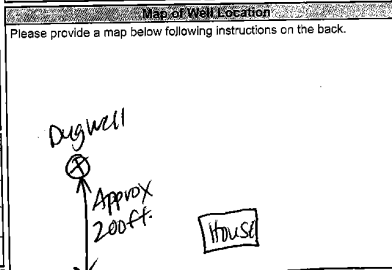 Map of Well Location
Please provide a map below following instructions on the back.
Dugwell
Approx
200ft.
House